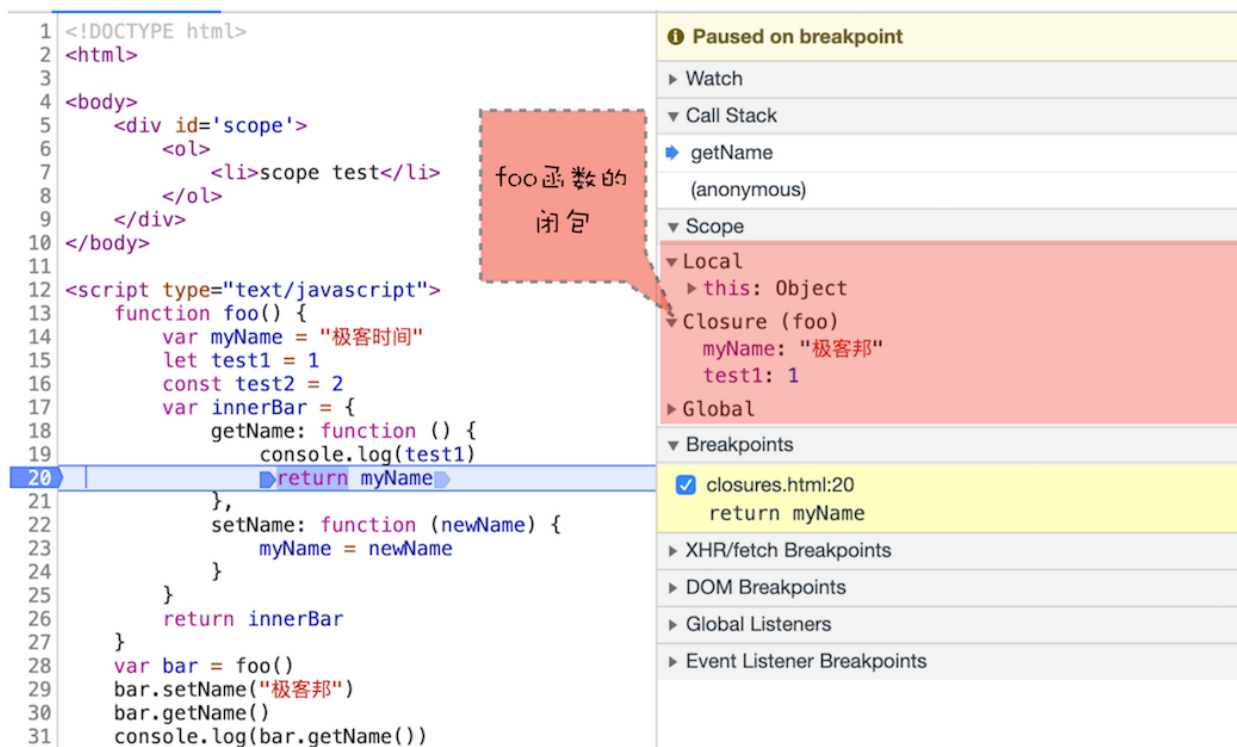 1 <!DOCTYPE html>
2 <html>
3
4 <body>
5     <div id='scope'>
6         <ol>
7             <li>scope test</li>
8         </ol>
9     </div>
10 </body>
11
12 <script type="text/javascript">
13     function foo() {
14         var myName = "极客时间"
15         let test1 = 1
16         const test2 = 2
17         var innerBar = {
18             getName: function () {
19                 console.log(test1)
20                 return myName
21             },
22             setName: function (newName) {
23                 myName = newName
24             }
25         }
26         return innerBar
27     }
28     var bar = foo()
29     bar.setName("极客邦")
30     bar.getName()
31     console.log(bar.getName())
foo函数的
闭包
Paused on breakpoint
Watch
Call Stack
getName
(anonymous)
Scope
Local
this: Object
Closure (foo)
myName: "极客邦"
test1: 1
Global
Breakpoints
closures.html:20
return myName
XHR/fetch Breakpoints
DOM Breakpoints
Global Listeners
Event Listener Breakpoints